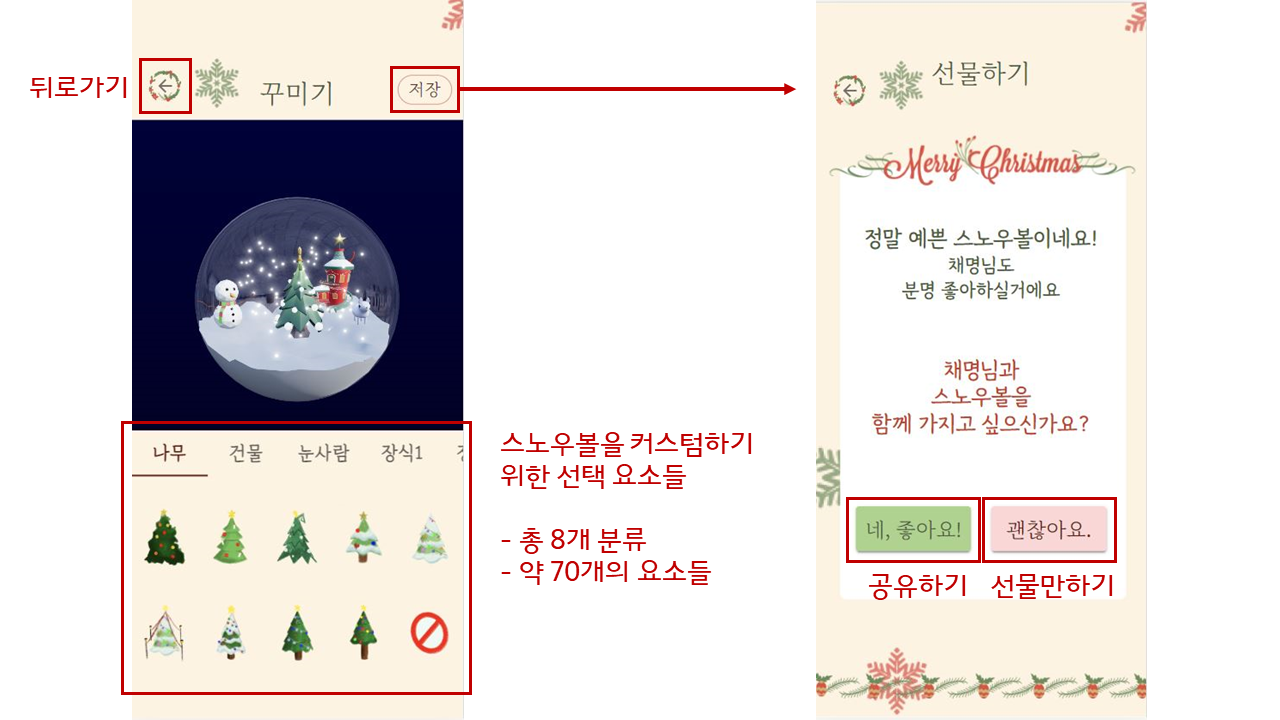 뒤로가기
꾸미기
저장
나무
건물
눈사람
장식1
스노우볼을 커스텀하기
위한 선택 요소들
- 총 8개 분류
- 약 70개의 요소들
선물하기
Merry Christmas
정말 예쁜 스노우볼이네요!
채명님도
분명 좋아하실거에요
채명님과
스노우볼을
함께 가지고 싶으신가요?
네, 좋아요!
괜찮아요.
공유하기
선물만하기